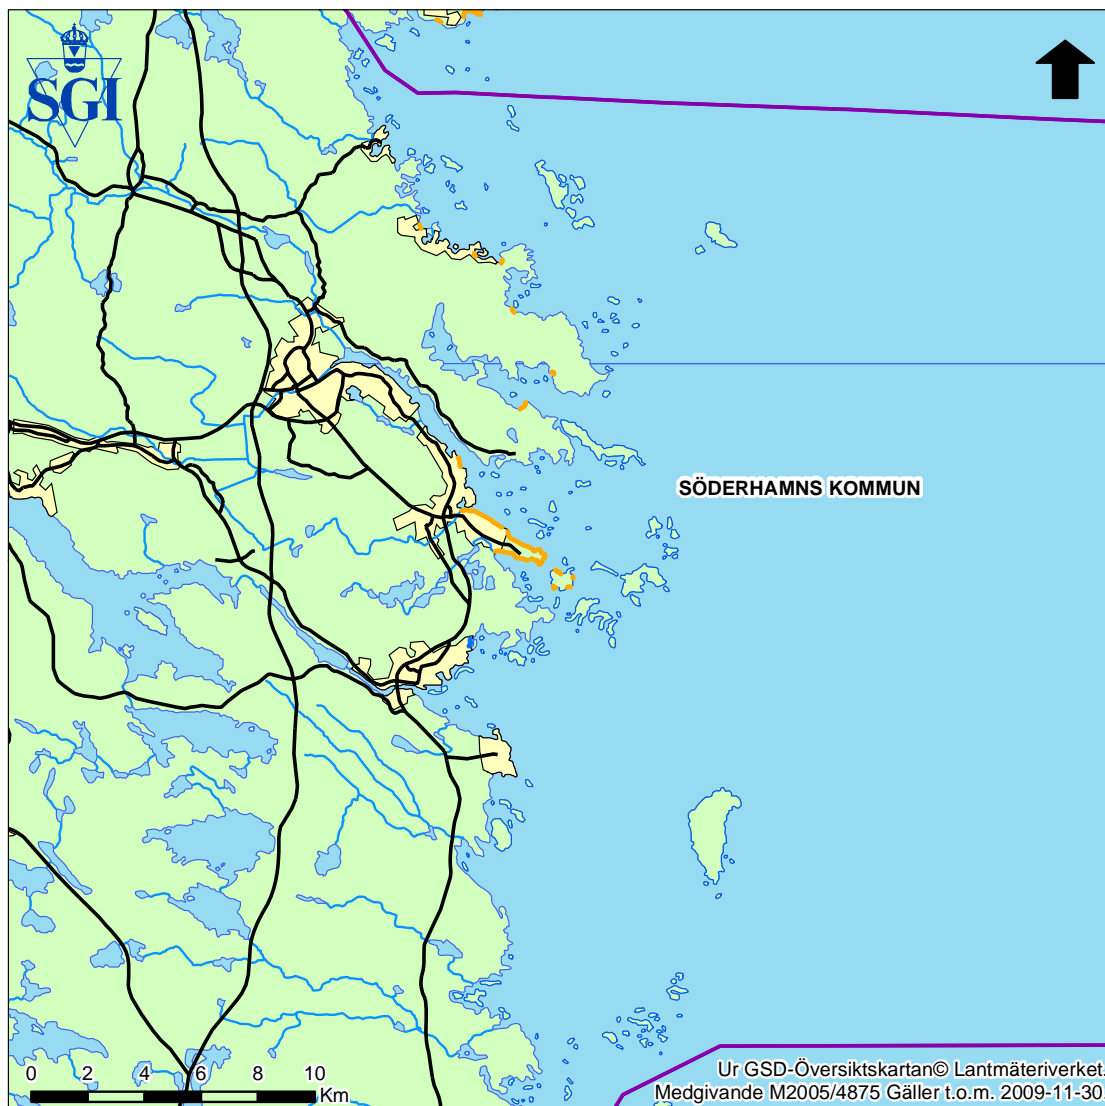 SGI
SÖDERHAMNS KOMMUN
0 2 4 6 8 10
Km
Ur GSD-Översiktskartan© Lantmäteriverket.
Medgivande M2005/4875 Gäller t.o.m. 2009-11-30